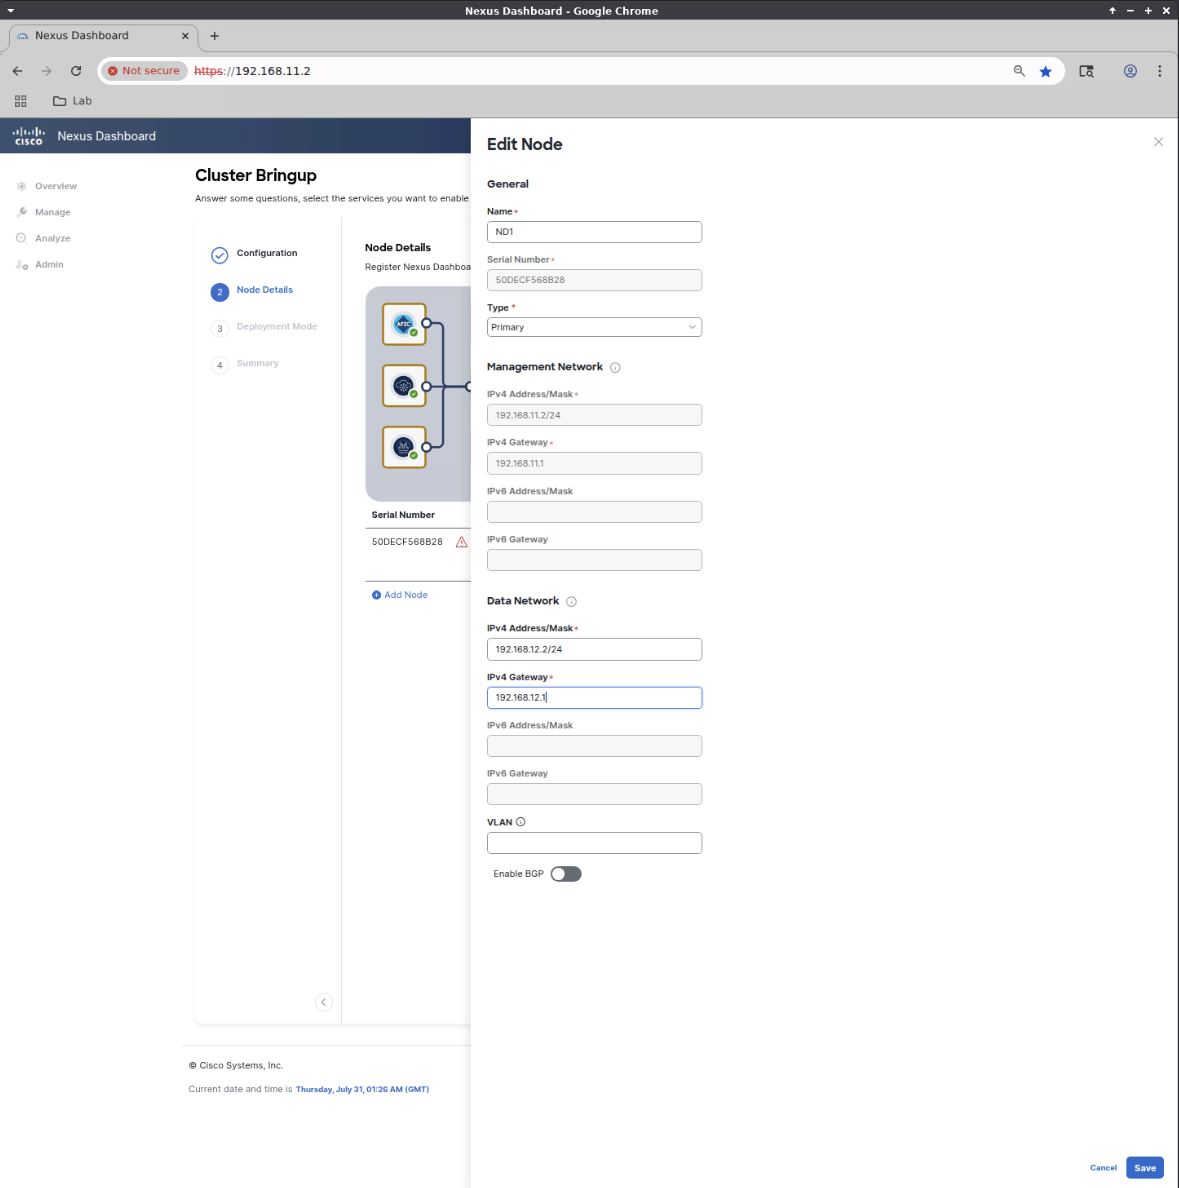 Nexus Dashboard - Google Chrome
Nexus Dashboard
Not secure
https://192.168.11.2
Lab
CISCO
Nexus Dashboard
Overview
Manage
Analyze
Admin
Cluster Bringup
Answer some questions, select the services you want to enable
Configuration
2
Node Details
3
Deployment Mode
4
Summary
Node Details
Register Nexus Dashboa
APIC
Serial Number
50DECF568B28
Add Node
© Cisco Systems, Inc.
Current date and time is Thursday, July 31, 01:26 AM (GMT)
Edit Node
General
Name*
ND1
Serial Number*
50DECF568B28
Type *
Primary
Management Network
IPv4 Address/Mask*
192.168.11.2/24
IPv4 Gateway*
192.168.11.1
IPv6 Address/Mask
IPv6 Gateway
Data Network
IPv4 Address/Mask*
192.168.12.2/24
IPv4 Gateway*
192.168.12.1
IPv6 Address/Mask
IPv6 Gateway
VLAN
Enable BGP
Cancel
Save